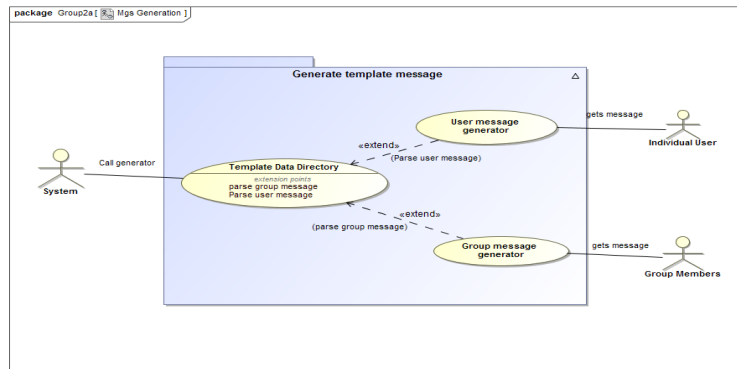 package Group2a [ Mgs Generation ]
Generate template message
User message
generator
gets message
Individual User
«extend»
(Parse user message)
Call generator
System
Template Data Directory
extension points
parse group message
Parse user message
«extend»
(parse group message)
Group message
generator
gets message
Group Members